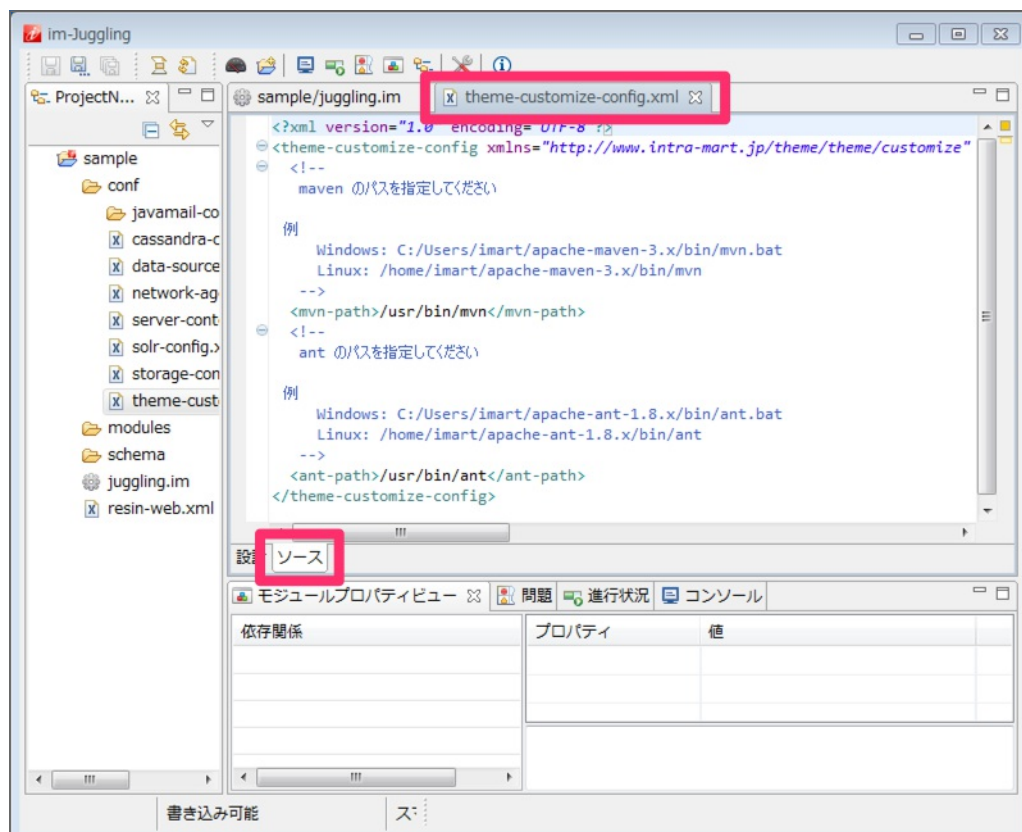 im-Juggling
ProjectN...
sample
conf
javamail-co
cassandra-c
data-source
network-ag
server-cont
solr-config.x
storage-con
theme-cust
modules
schema
juggling.im
resin-web.xml
sample/juggling.im
theme-customize-config.xml
<?xml version="1.0" encoding="UTF-8"?>
<theme-customize-config xmlns="http://www.intra-mart.jp/theme/theme/customize"
<!--
maven のパスを指定してください
例
Windows: C:/Users/imart/apache-maven-3.x/bin/mvn.bat
Linux: /home/imart/apache-maven-3.x/bin/mvn
-->
<mvn-path>/usr/bin/mvn</mvn-path>
<!--
ant のパスを指定してください
例
Windows: C:/Users/imart/apache-ant-1.8.x/bin/ant.bat
Linux: /home/imart/apache-ant-1.8.x/bin/ant
-->
<ant-path>/usr/bin/ant</ant-path>
</theme-customize-config>
ソース
モジュールプロパティビュー 問題 進行状況 コンソール
依存関係
プロパティ 値
書き込み可能